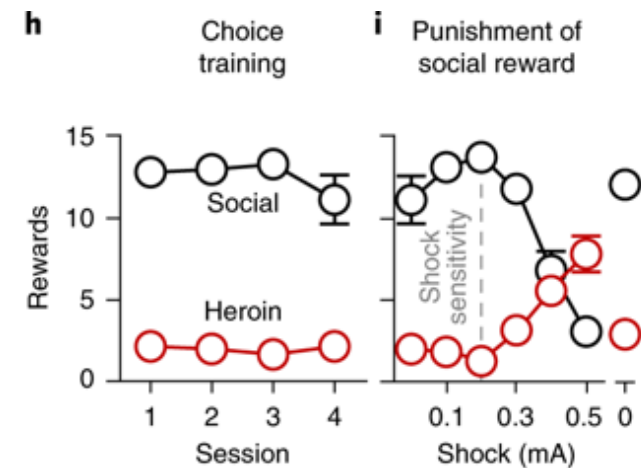 h
Choice
training
i
Punishment of
social reward
Rewards
15
10
5
0
Social
Heroin
Shock
sensitivity
1 2 3 4
Session
0.1 0.3 0.5 0
Shock (mA)